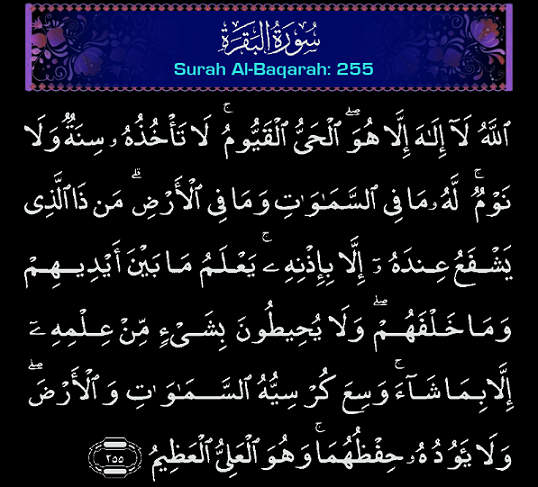 سُورَةُ الْبَقَرَةِ
Surah Al-Baqarah: 255
ٱللَّهُ لَآ إِلَـٰهَ إِلَّا هُوَ ۖ ٱلْحَىُّ ٱلْقَيُّومُ ۚ لَا تَأْخُذُهُۥ سِنَةٌۭ وَلَا
نَوْمٌۭ ۚ لَّهُۥ مَا فِى ٱلسَّمَـٰوَٰتِ وَمَا فِى ٱلْأَرْضِ ۗ مَن ذَا ٱلَّذِى
يَشْفَعُ عِندَهُۥٓ إِلَّا بِإِذْنِهِۦ ۚ يَعْلَمُ مَا بَيْنَ أَيْدِيهِمْ
وَمَا خَلْفَهُمْ ۖ وَلَا يُحِيطُونَ بِشَىْءٍۢ مِّنْ عِلْمِهِۦٓ
إِلَّا بِمَا شَآءَ ۚ وَسِعَ كُرْسِيُّهُ ٱلسَّمَـٰوَٰتِ وَٱلْأَرْضَ ۖ
وَلَا يَـُٔودُهُۥ حِفْظُهُمَا ۚ وَهُوَ ٱلْعَلِىُّ ٱلْعَظِيمُ ٢٥٥